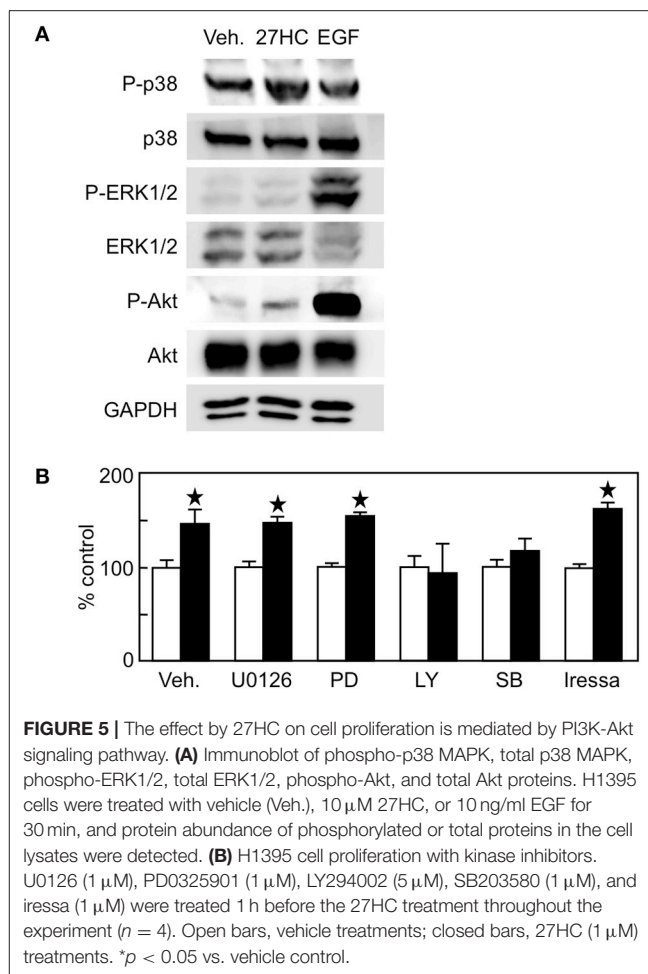 A
Veh. 27HC EGF
P-p38
p38
P-ERK1/2
ERK1/2
P-Akt
Akt
GAPDH
B
200
100
0
% control
★ ★ ★ ★
Veh. U0126 PD LY SB Iressa
FIGURE 5 | The effect by 27HC on cell proliferation is mediated by PI3K-Akt
signaling pathway. (A) Immunoblot of phospho-p38 MAPK, total p38 MAPK,
phospho-ERK1/2, total ERK1/2, phospho-Akt, and total Akt proteins. H1395
cells were treated with vehicle (Veh.), 10 μM 27HC, or 10 ng/ml EGF for
30 min, and protein abundance of phosphorylated or total proteins in the cell
lysates were detected. (B) H1395 cell proliferation with kinase inhibitors.
U0126 (1 μM), PD0325901 (1 μM), LY294002 (5 μM), SB203580 (1 μM), and
iressa (1 μM) were treated 1 h before the 27HC treatment throughout the
experiment (n = 4). Open bars, vehicle treatments; closed bars, 27HC (1 μM)
treatments. *p < 0.05 vs. vehicle control.